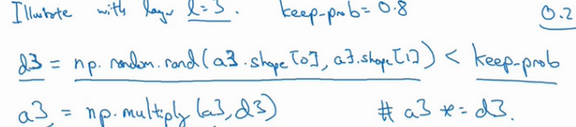 Illustrate with layer l=3. keep-prob = 0.8 0.2
d3 = np.random.rand(a3.shape[0], a3.shape[1]) < keep-prob
a3 = np.multiply(a3, d3) # a3 *= d3.